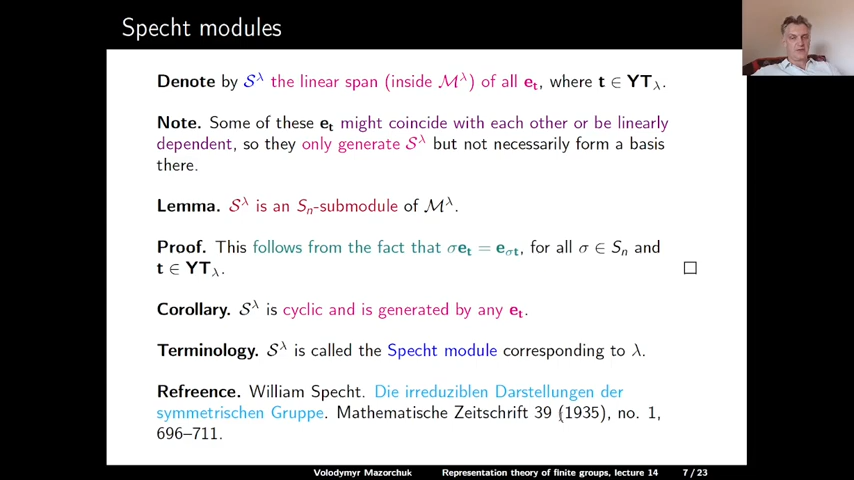 Specht modules
Denote by 𝒮^λ the linear span (inside ℳ^λ) of all e_t, where t ∈ YT_λ.
Note. Some of these e_t might coincide with each other or be linearly
dependent, so they only generate 𝒮^λ but not necessarily form a basis
there.
Lemma. 𝒮^λ is an S_n-submodule of ℳ^λ.
Proof. This follows from the fact that σe_t = e_σt, for all σ ∈ S_n and
t ∈ YT_λ. □
Corollary. 𝒮^λ is cyclic and is generated by any e_t.
Terminology. 𝒮^λ is called the Specht module corresponding to λ.
Refreence. William Specht. Die irreduziblen Darstellungen der
symmetrischen Gruppe. Mathematische Zeitschrift 39 (1935), no. 1,
696–711.
Volodymyr Mazorchuk Representation theory of finite groups, lecture 14 7 / 23